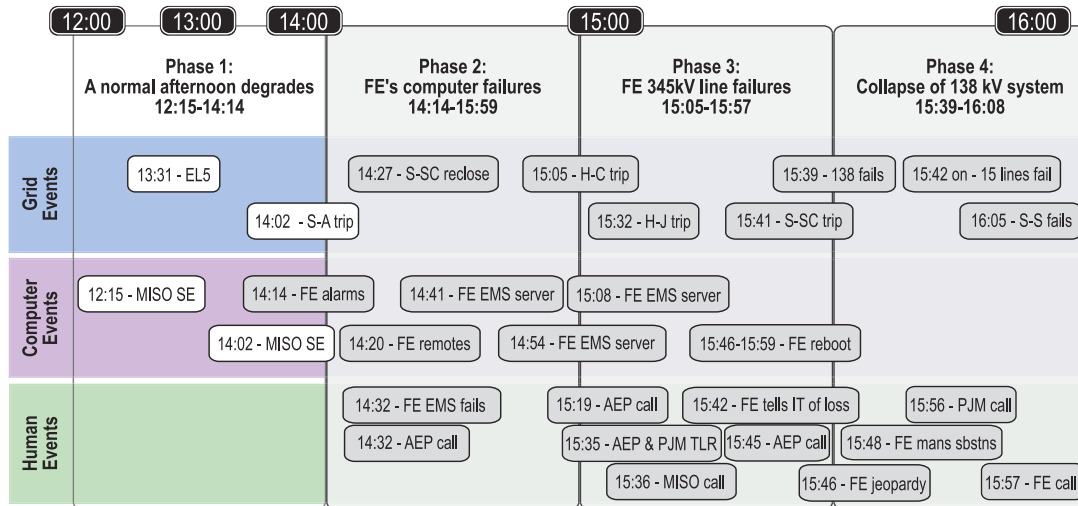 12:00
13:00
14:00
15:00
16:00
Phase 1:
A normal afternoon degrades
12:15-14:14
Phase 2:
FE's computer failures
14:14-15:59
Phase 3:
FE 345kV line failures
15:05-15:57
Phase 4:
Collapse of 138 kV system
15:39-16:08
Grid
Events
13:31 - EL5
14:27 - S-SC reclose
15:05 - H-C trip
15:39 - 138 fails
15:42 on - 15 lines fail
14:02 - S-A trip
15:32 - H-J trip
15:41 - S-SC trip
16:05 - S-S fails
Computer
Events
12:15 - MISO SE
14:14 - FE alarms
14:41 - FE EMS server
15:08 - FE EMS server
14:02 - MISO SE
14:20 - FE remotes
14:54 - FE EMS server
15:46-15:59 - FE reboot
Human
Events
14:32 - FE EMS fails
15:19 - AEP call
15:42 - FE tells IT of loss
15:56 - PJM call
14:32 - AEP call
15:35 - AEP & PJM TLR
15:45 - AEP call
15:48 - FE mans sbstns
15:36 - MISO call
15:46 - FE jeopardy
15:57 - FE call